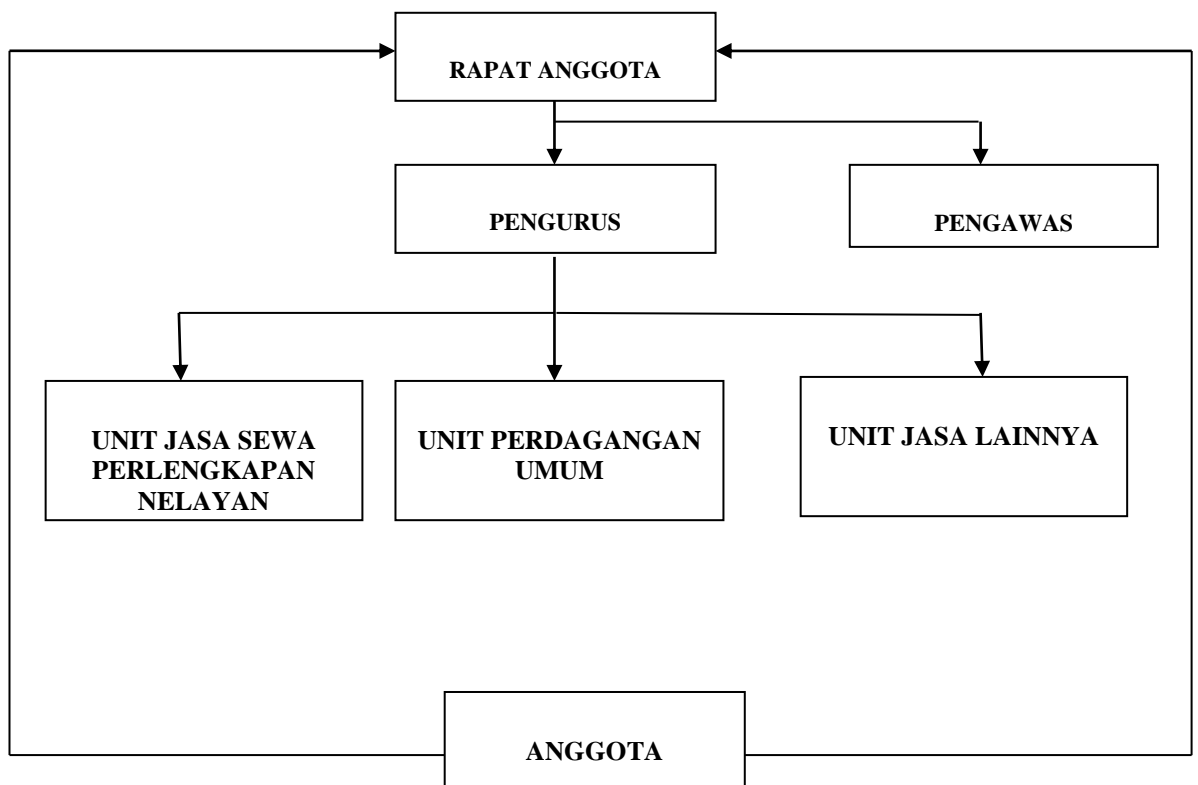 RAPAT ANGGOTA
PENGURUS
PENGAWAS
UNIT JASA SEWA
PERLENGKAPAN
NELAYAN
UNIT PERDAGANGAN
UMUM
UNIT JASA LAINNYA
ANGGOTA